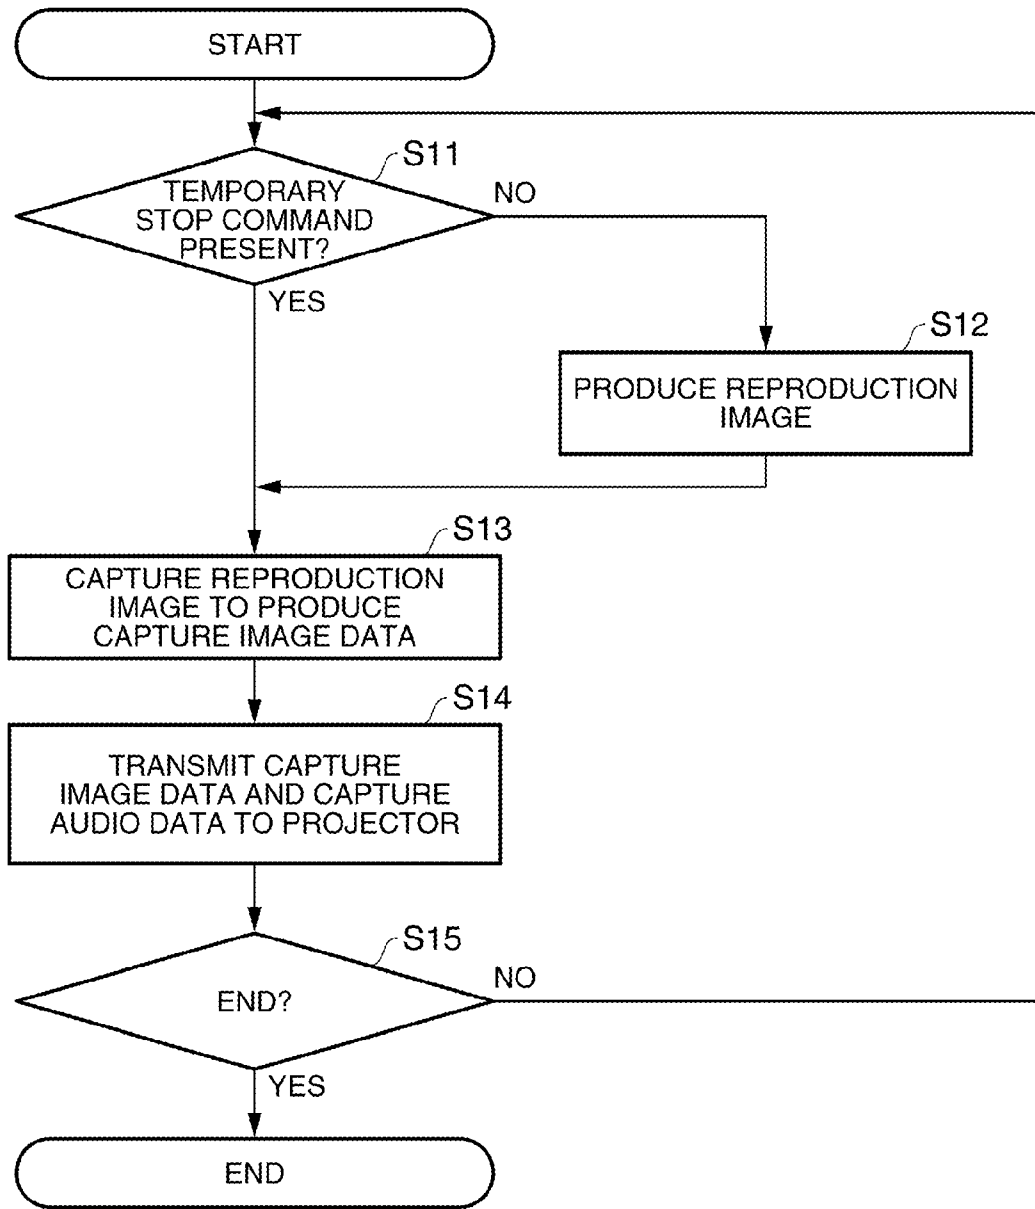 START
S11
TEMPORARY
STOP COMMAND
PRESENT?
NO
YES
S12
PRODUCE REPRODUCTION
IMAGE
S13
CAPTURE REPRODUCTION
IMAGE TO PRODUCE
CAPTURE IMAGE DATA
S14
TRANSMIT CAPTURE
IMAGE DATA AND CAPTURE
AUDIO DATA TO PROJECTOR
S15
END?
NO
YES
END